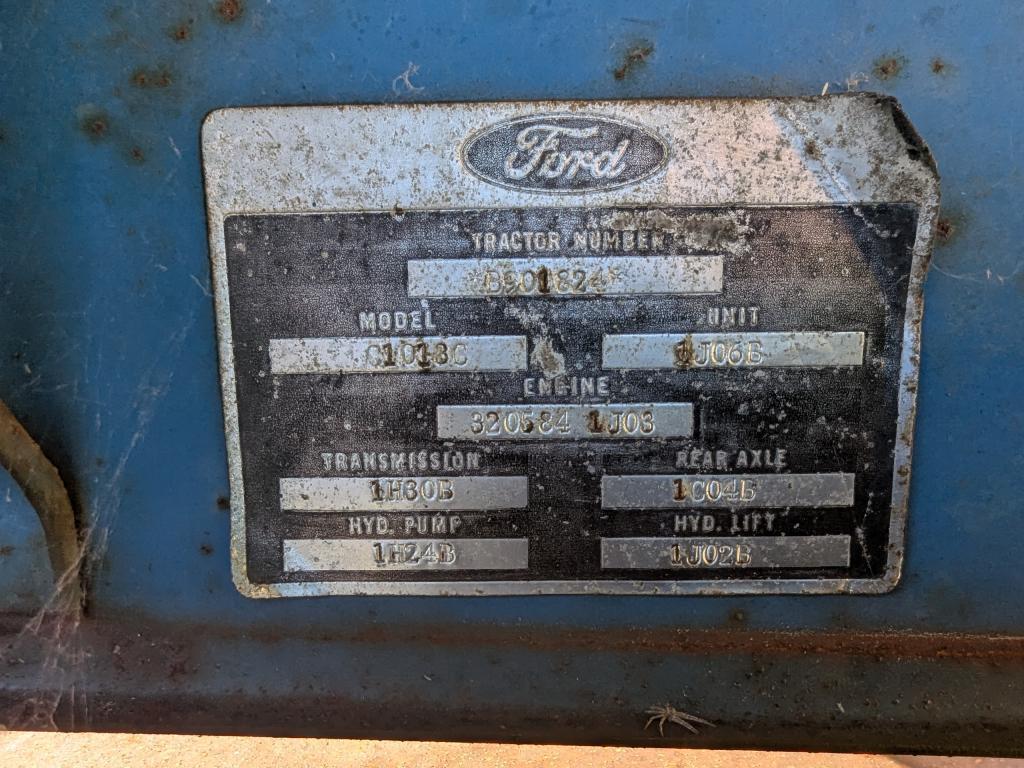 Ford
TRACTOR NUMBER
B901824
MODEL UNIT
C1013C 1J06B
ENGINE
320584 1J03
TRANSMISSION REAR AXLE
1H30B 1C04B
HYD. PUMP HYD. LIFT
1H24B 1J02B